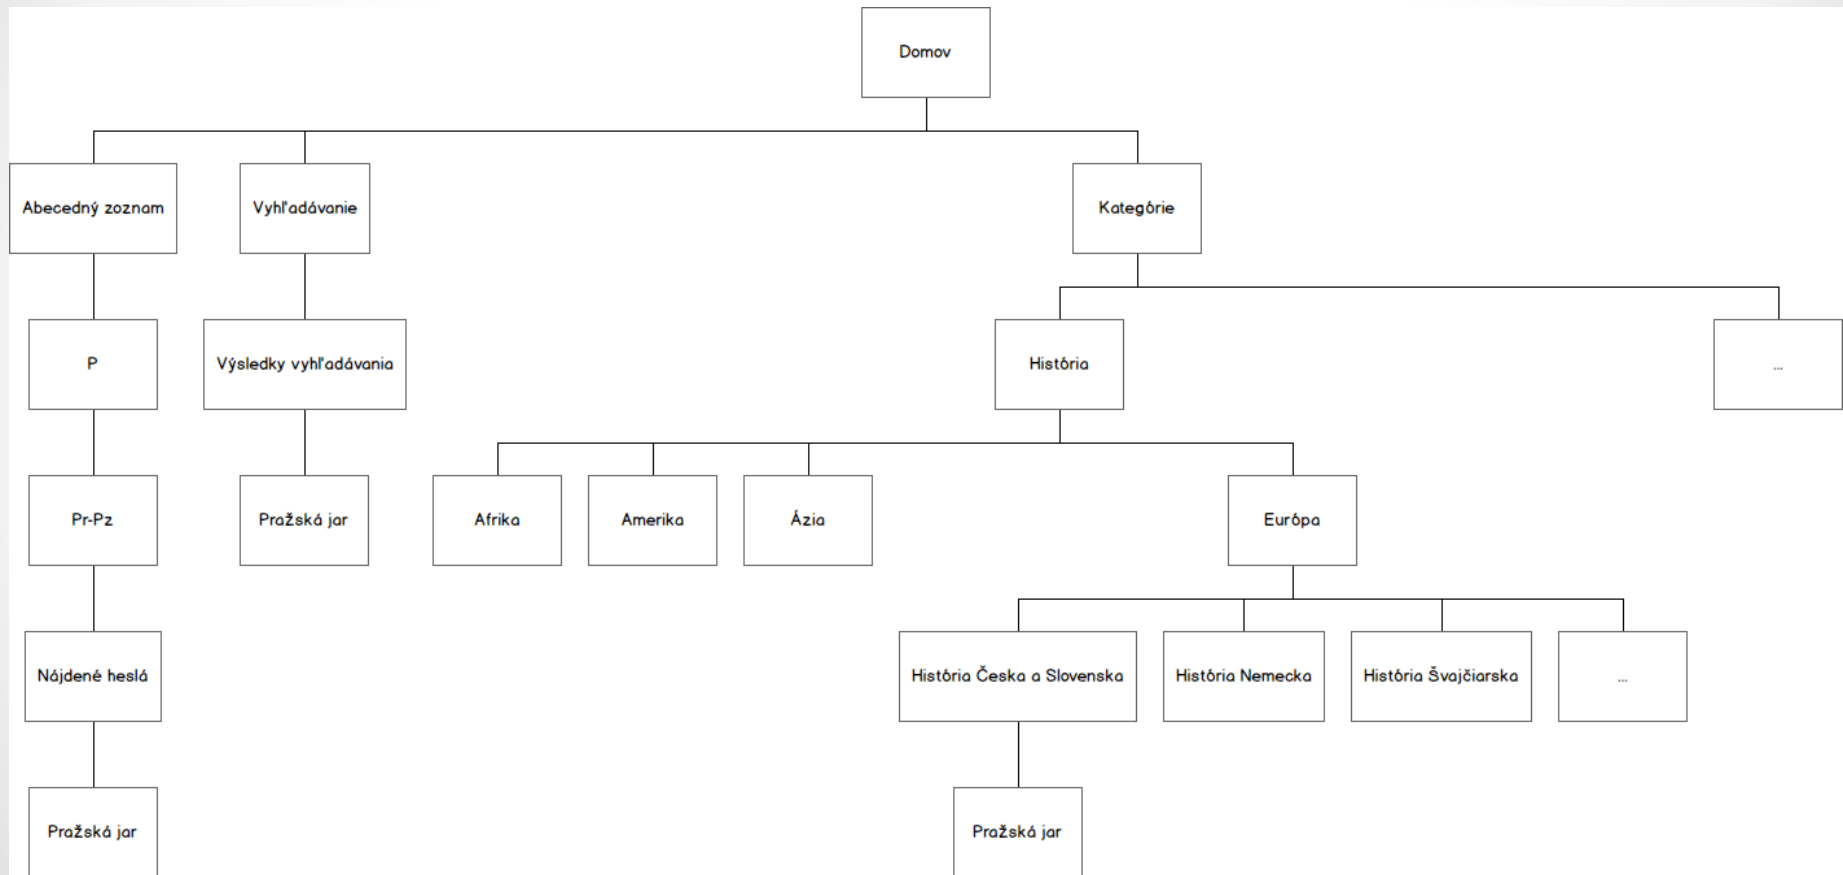 Domov
Abecedný zoznam
Vyhľadávanie
Kategórie
P
Výsledky vyhľadávania
História
...
Pr-Pz
Pražská jar
Afrika
Amerika
Ázia
Európa
Nájdené heslá
História Česka a Slovenska
História Nemecka
História Švajčiarska
...
Pražská jar
Pražská jar